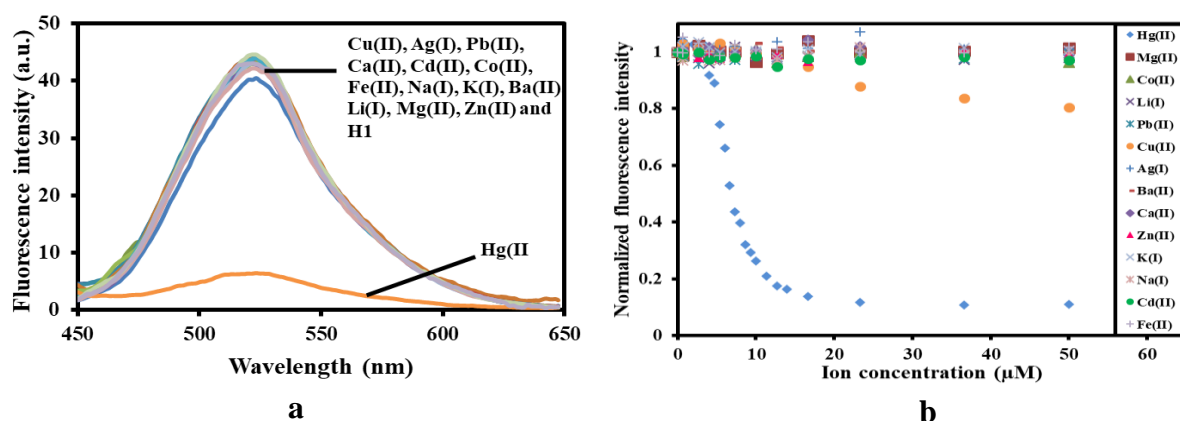 Fluorescence intensity (a.u.)
50
40
30
20
10
0
Cu(II), Ag(I), Pb(II),
Ca(II), Cd(II), Co(II),
Fe(II), Na(I), K(I), Ba(II)
Li(I), Mg(II), Zn(II) and
H1
Hg(II
450
500
550
600
650
Wavelength (nm)
a
Normalized fluorescence intensity
1
0.8
0.6
0.4
0.2
0
0
10
20
30
40
50
60
Ion concentration (µM)
Hg(II)
Mg(II)
Co(II)
Li(I)
Pb(II)
Cu(II)
Ag(I)
Ba(II)
Ca(II)
Zn(II)
K(I)
Na(I)
Cd(II)
Fe(II)
b